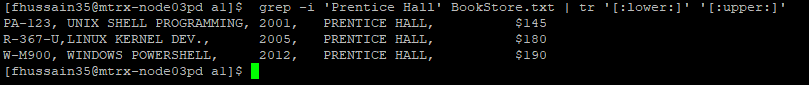 [fhussain35@mtrx-node03pd a1]$  grep -i 'Prentice Hall' BookStore.txt | tr '[:lower:]' '[:upper:]'
PA-123, UNIX SHELL PROGRAMMING, 2001,   PRENTICE HALL,          $145
R-367-U,LINUX KERNEL DEV.,      2005,   PRENTICE HALL,          $180
W-M900, WINDOWS POWERSHELL,     2012,   PRENTICE HALL,          $190
[fhussain35@mtrx-node03pd a1]$